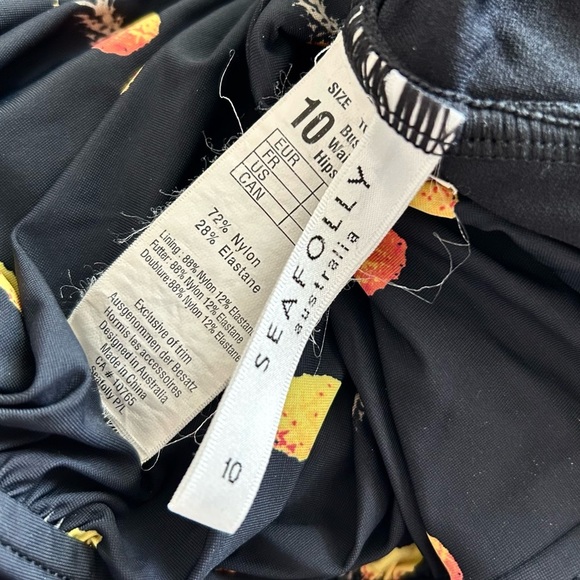 SIZE
10
Hips
EUR
FR
US
CAN
72% Nylon
28% Elastane
Lining: 88% Nylon 12% Elastane
Futter: 88% Nylon 12% Elastane
Doublure: 88% Nylon 12% Elastane
Exclusive of trim
Ausgenommen der Besatz
Hormis les accessoires
Designed in Australia
Made in China
CA # 10765
Seafolly P/L
SEAFOLLY
australia
10